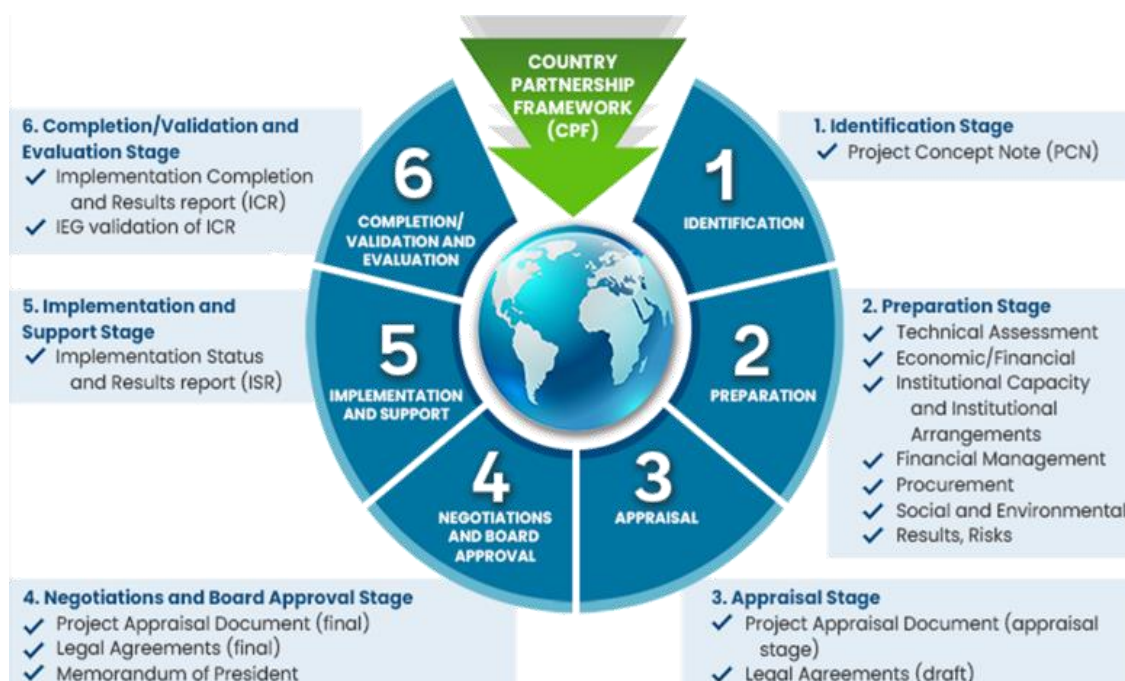 COUNTRY
PARTNERSHIP
FRAMEWORK
(CPF)
1
IDENTIFICATION
2
PREPARATION
3
APPRAISAL
4
NEGOTIATIONS
AND BOARD
APPROVAL
5
IMPLEMENTATION
AND SUPPORT
6
COMPLETION/
VALIDATION AND
EVALUATION
1. Identification Stage
Project Concept Note (PCN)
2. Preparation Stage
Technical Assessment
Economic/Financial
Institutional Capacity
and Institutional
Arrangements
Financial Management
Procurement
Social and Environmental
Results, Risks
3. Appraisal Stage
Project Appraisal Document (appraisal
stage)
Legal Agreements (draft)
4. Negotiations and Board Approval Stage
Project Appraisal Document (final)
Legal Agreements (final)
Memorandum of President
5. Implementation and
Support Stage
Implementation Status
and Results report (ISR)
6. Completion/Validation and
Evaluation Stage
Implementation Completion
and Results report (ICR)
IEG validation of ICR